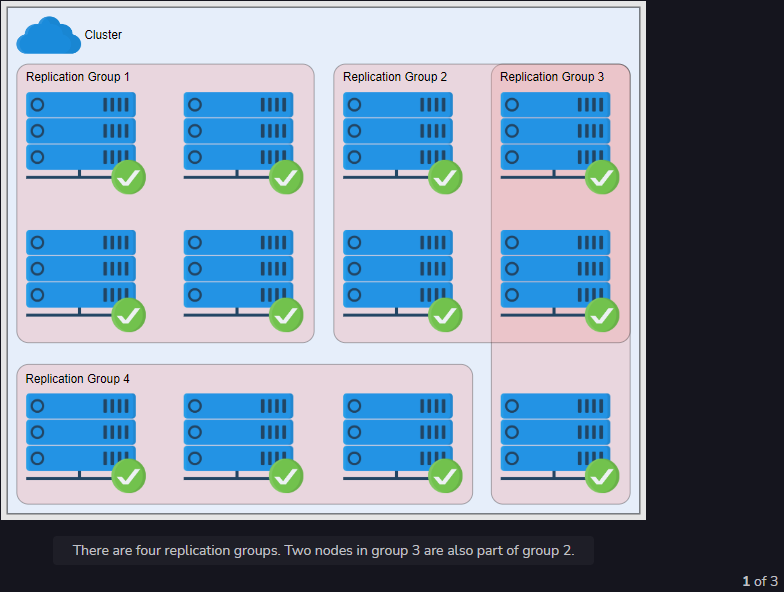 Cluster
Replication Group 1
Replication Group 2
Replication Group 3
Replication Group 4
There are four replication groups. Two nodes in group 3 are also part of group 2.
1 of 3